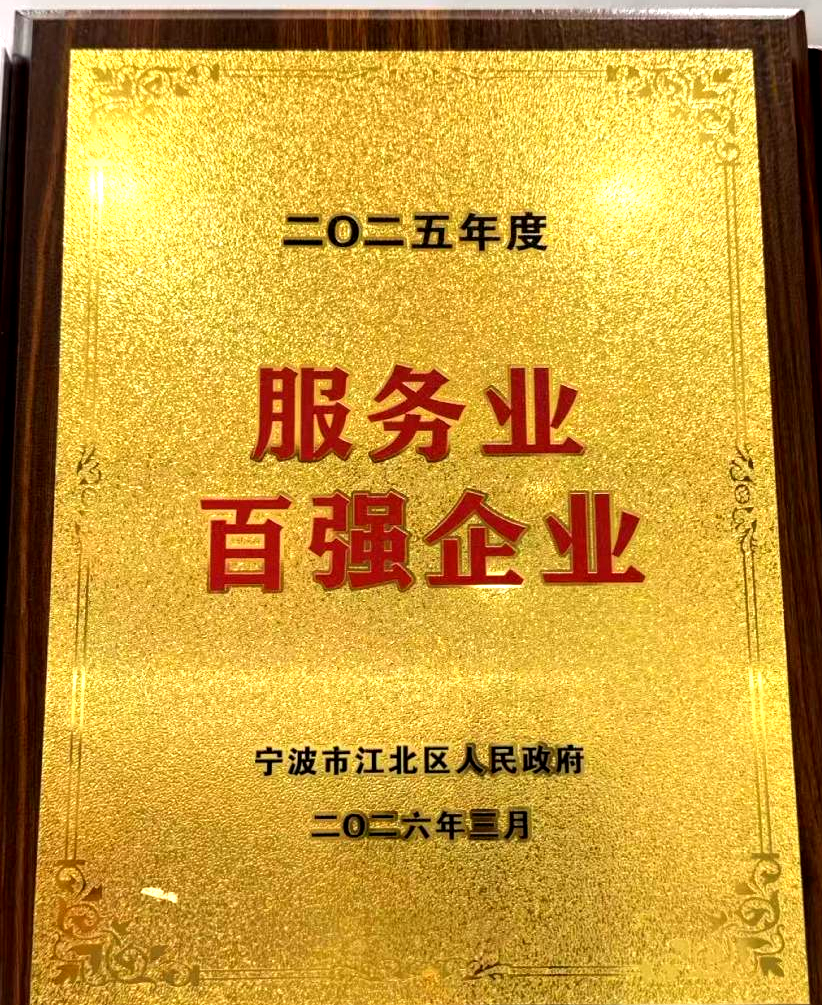 二〇二五年度
服务业
百强企业
宁波市江北区人民政府
二〇二六年三月